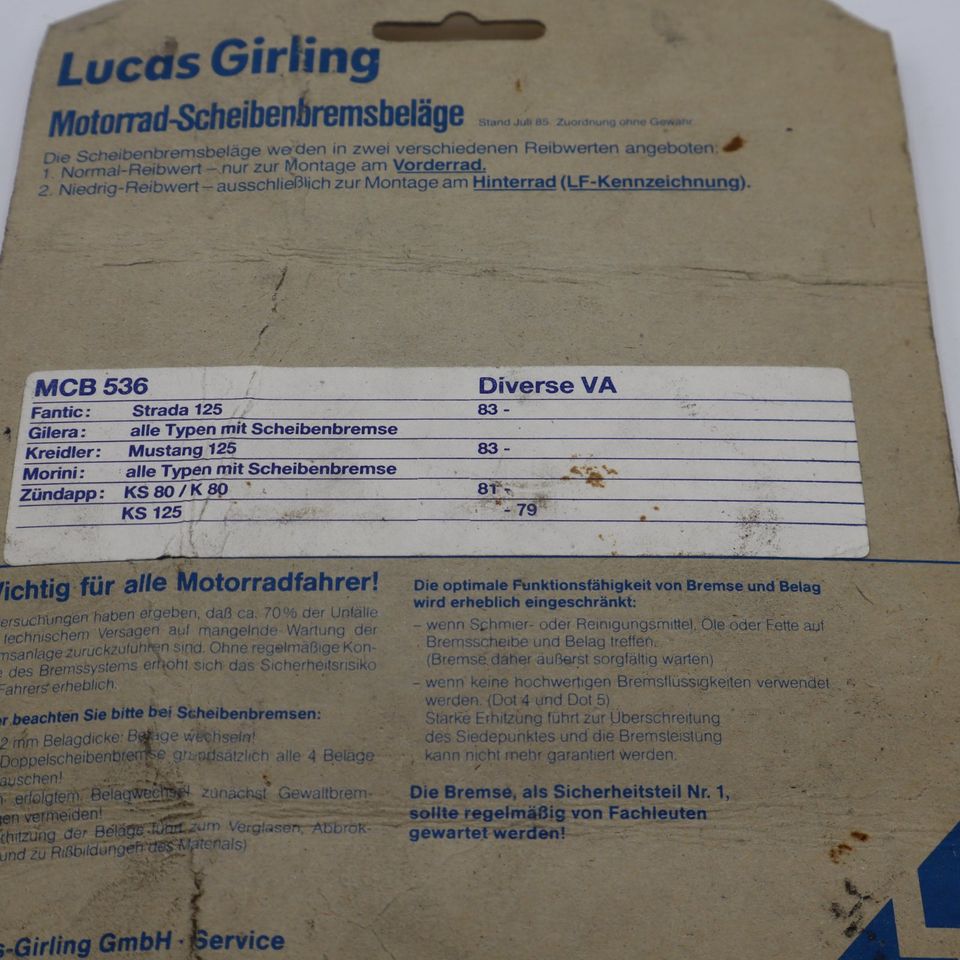 Lucas Girling
Motorrad-Scheibenbremsbeläge Stand Juli 85 Zuordnung ohne Gewähr.
Die Scheibenbremsbeläge we den in zwei verschiedenen Reibwerten angeboten:
1. Normal-Reibwert – nur zur Montage am Vorderrad.
2. Niedrig-Reibwert – ausschließlich zur Montage am Hinterrad (LF-Kennzeichnung).
MCB 536 Diverse VA
Fantic: Strada 125 83 -
Gilera: alle Typen mit Scheibenbremse
Kreidler: Mustang 125 83 -
Morini: alle Typen mit Scheibenbremse
Zündapp: KS 80 / K 80 81 -
KS 125 - 79
ichtig für alle Motorradfahrer!
ersuchungen haben ergeben, daß ca. 70% der Unfälle
technischem Versagen auf mangelnde Wartung der
msanlage zurückzuführen sind. Ohne regelmäßige Kon-
e des Bremssystems erhöht sich das Sicherheitsrisiko
Fahrers erheblich.
er beachten Sie bitte bei Scheibenbremsen:
2 mm Belagdicke: Beläge wechseln!
Doppelscheibenbremse grundsätzlich alle 4 Beläge
auschen!
erfolgtem Belagwechsel zunächst Gewaltbrem-
gen vermeiden!
chitzung der Beläge führt zum Verglasen, Abbrök-
und zu Rißbildungen des Materials)
Die optimale Funktionsfähigkeit von Bremse und Belag
wird erheblich eingeschränkt:
– wenn Schmier- oder Reinigungsmittel, Öle oder Fette auf
Bremsscheibe und Belag treffen.
(Bremse daher äußerst sorgfältig warten)
– wenn keine hochwertigen Bremsflüssigkeiten verwendet
werden. (Dot 4 und Dot 5)
Starke Erhitzung führt zur Überschreitung
des Siedepunktes und die Bremsleistung
kann nicht mehr garantiert werden.
Die Bremse, als Sicherheitsteil Nr. 1,
sollte regelmäßig von Fachleuten
gewartet werden!
s-Girling GmbH · Service